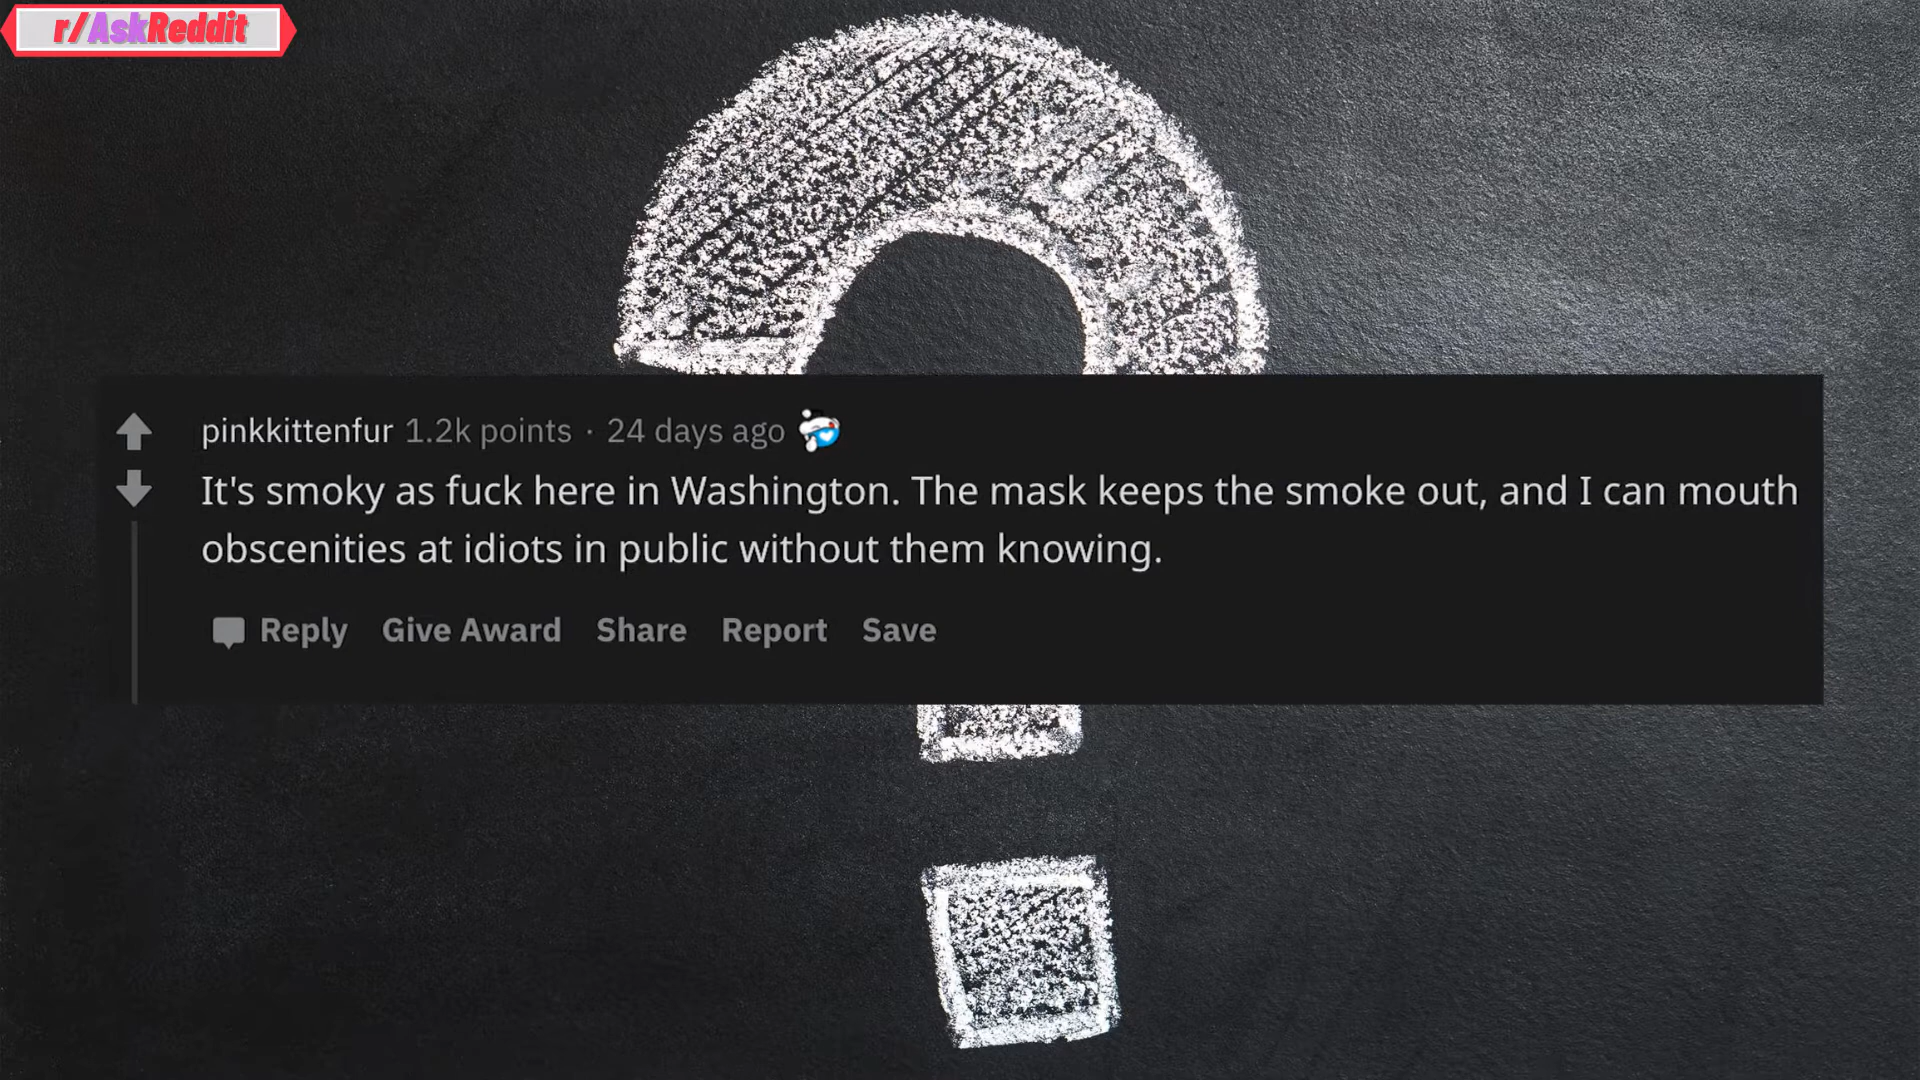 r/AskReddit
pinkkittenfur 1.2k points · 24 days ago
It's smoky as fuck here in Washington. The mask keeps the smoke out, and I can mouth
obscenities at idiots in public without them knowing.
Reply Give Award Share Report Save